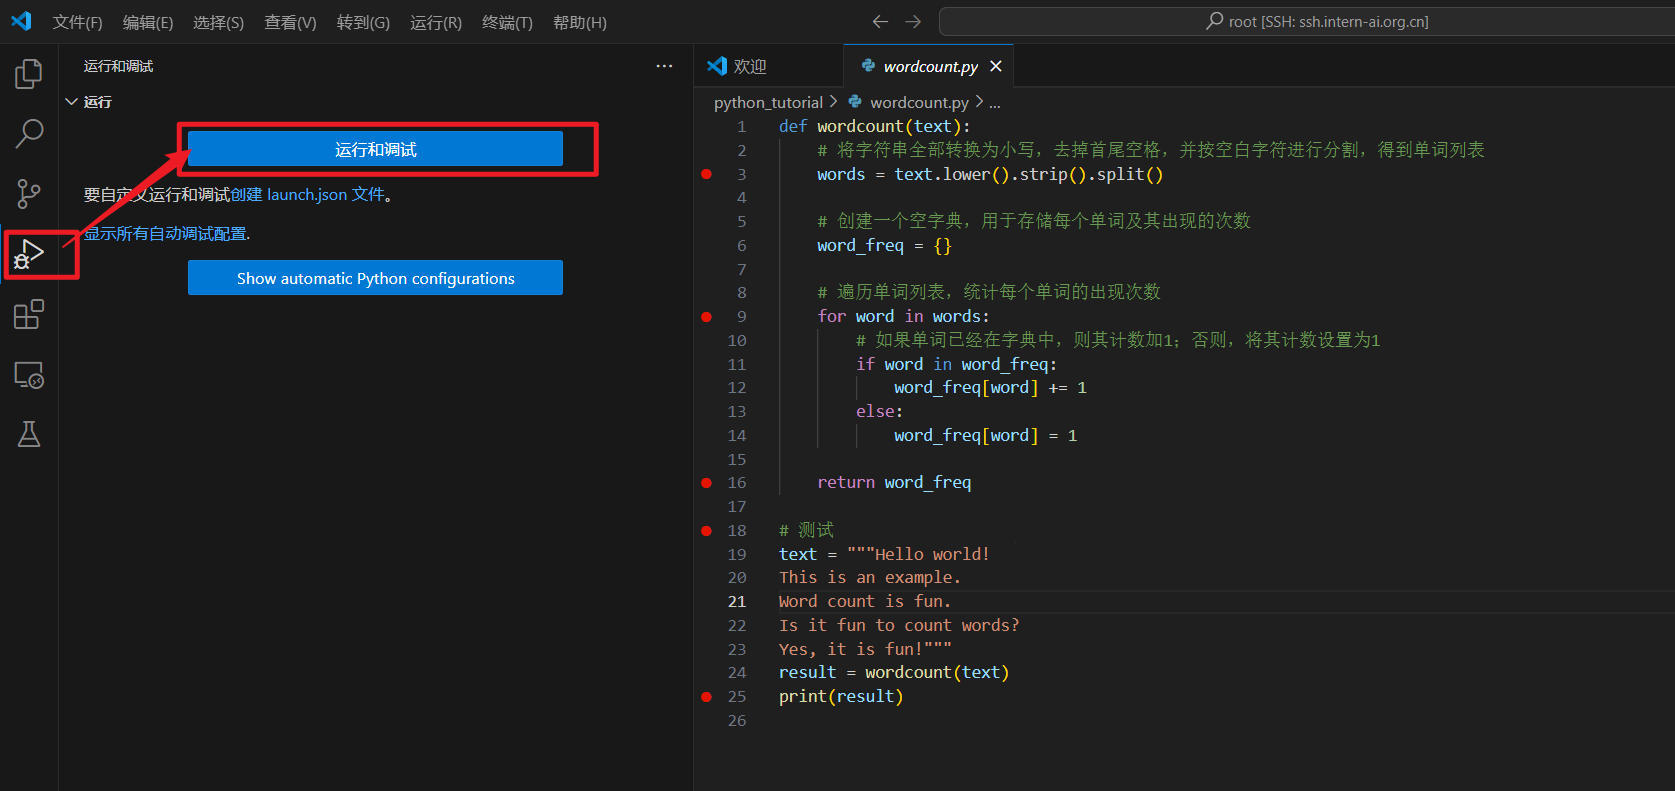 文件(F) 编辑(E) 选择(S) 查看(V) 转到(G) 运行(R) 终端(T) 帮助(H)
root [SSH: ssh.intern-ai.org.cn]
运行和调试
运行
运行和调试
要自定义运行和调试创建 launch.json 文件。
显示所有自动调试配置.
Show automatic Python configurations
欢迎
wordcount.py
python_tutorial > wordcount.py > ...
1 def wordcount(text):
2 # 将字符串全部转换为小写，去掉首尾空格，并按空白字符进行分割，得到单词列表
3 words = text.lower().strip().split()
4
5 # 创建一个空字典，用于存储每个单词及其出现的次数
6 word_freq = {}
7
8 # 遍历单词列表，统计每个单词的出现次数
9 for word in words:
10 # 如果单词已经在字典中，则其计数加1；否则，将其计数设置为1
11 if word in word_freq:
12 word_freq[word] += 1
13 else:
14 word_freq[word] = 1
15
16 return word_freq
17
18 # 测试
19 text = """Hello world!
20 This is an example.
21 Word count is fun.
22 Is it fun to count words?
23 Yes, it is fun!"""
24 result = wordcount(text)
25 print(result)
26